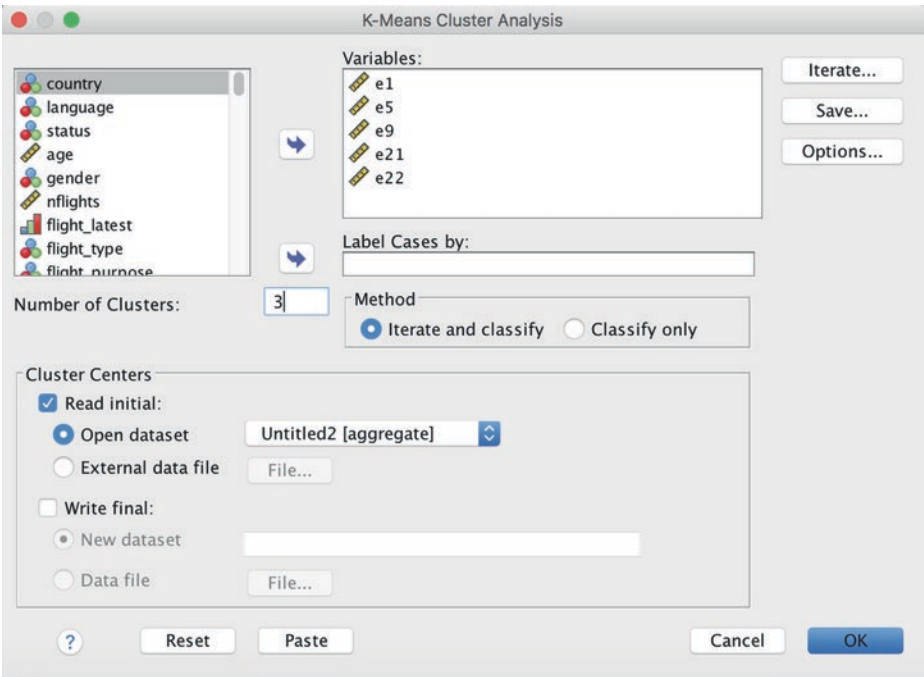 K-Means Cluster Analysis
country
language
status
age
gender
nflights
flight_latest
flight_type
flight_purpose
Variables:
e1
e5
e9
e21
e22
Iterate...
Save...
Options...
Label Cases by:
Number of Clusters:
3
Method
Iterate and classify
Classify only
Cluster Centers
Read initial:
Open dataset
Untitled2 [aggregate]
External data file
File...
Write final:
New dataset
Data file
File...
?
Reset
Paste
Cancel
OK